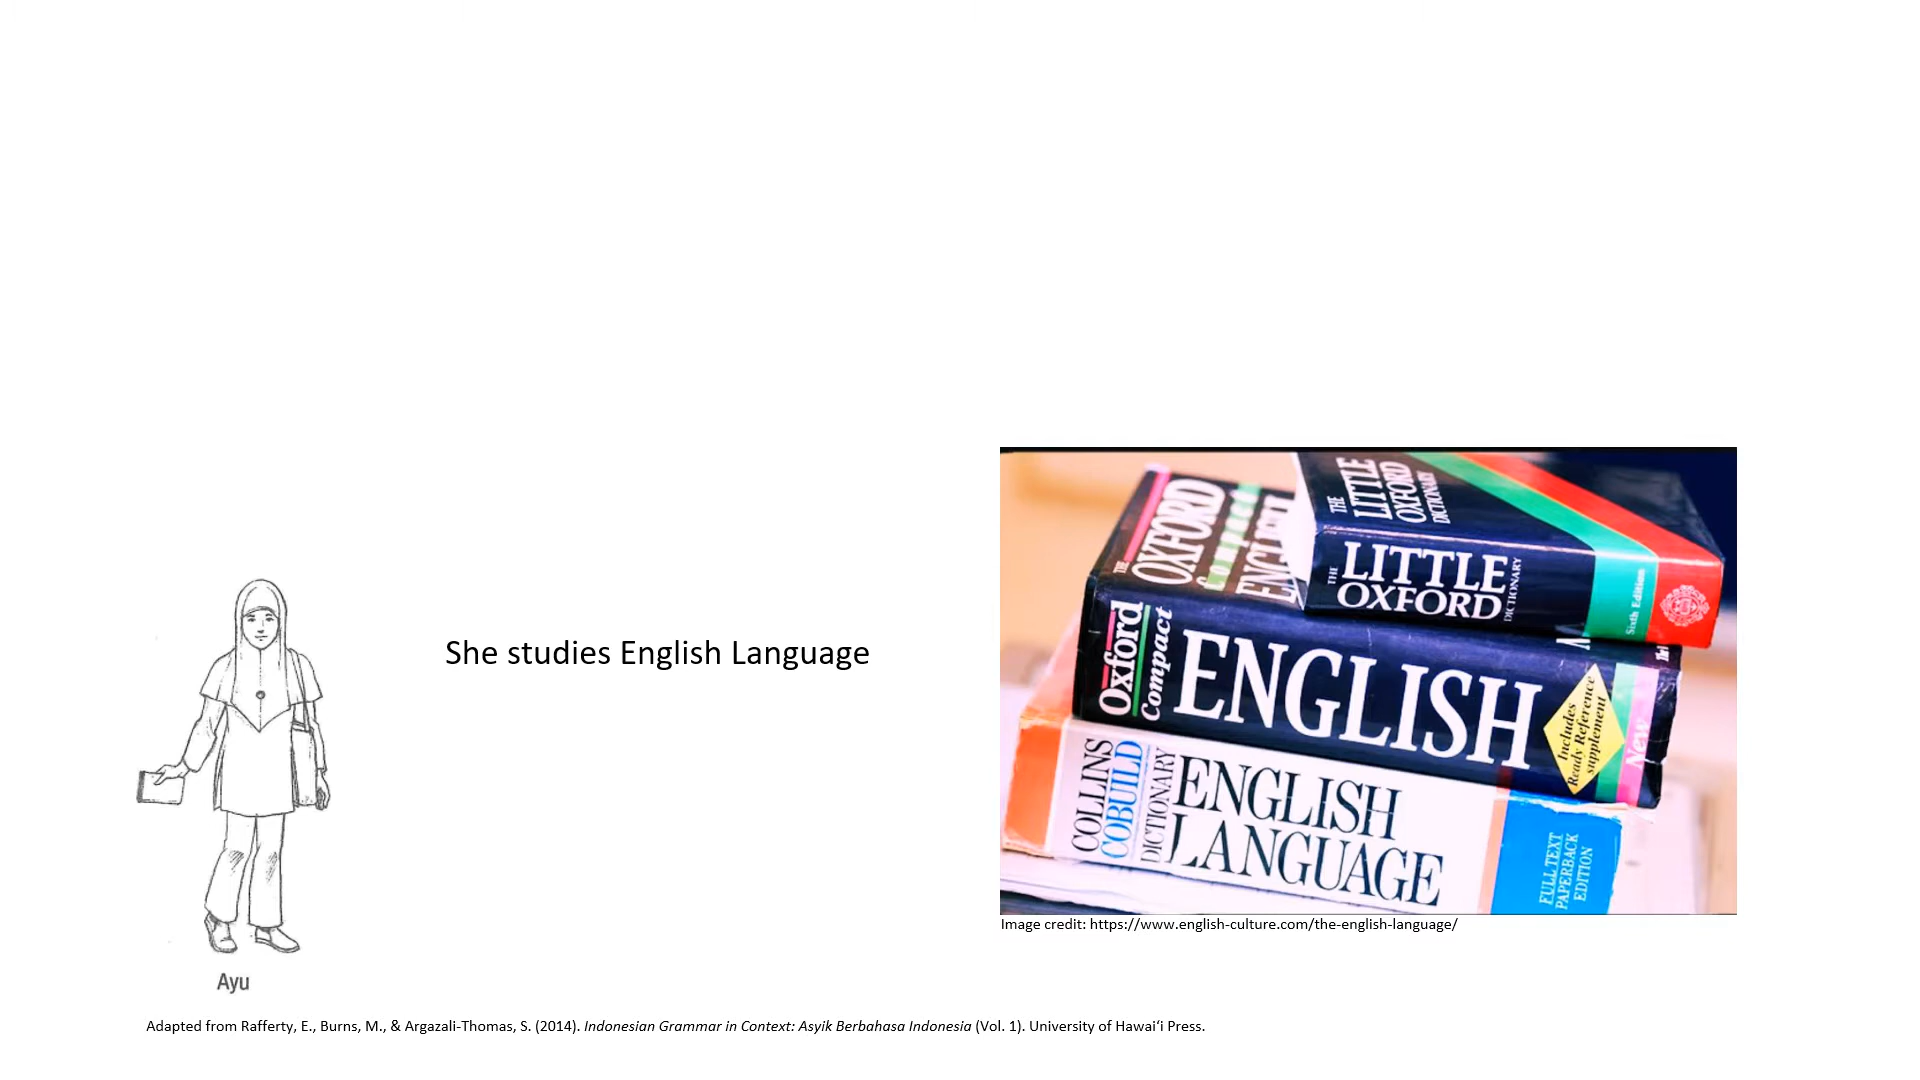 She studies English Language
THE
LITTLE
OXFORD
DICTIONARY
THE
OXFORD
Compact
ENGLISH
THE
LITTLE
OXFORD
DICTIONARY
Sixth Edition
Oxford
Compact
ENGLISH
Includes
Ready Reference
supplement
New
COLLINS
COBUILD
DICTIONARY
ENGLISH
LANGUAGE
FULL TEXT
PAPERBACK
EDITION
Image credit: https://www.english-culture.com/the-english-language/
Ayu
Adapted from Rafferty, E., Burns, M., & Argazali-Thomas, S. (2014). Indonesian Grammar in Context: Asyik Berbahasa Indonesia (Vol. 1). University of Hawai‘i Press.